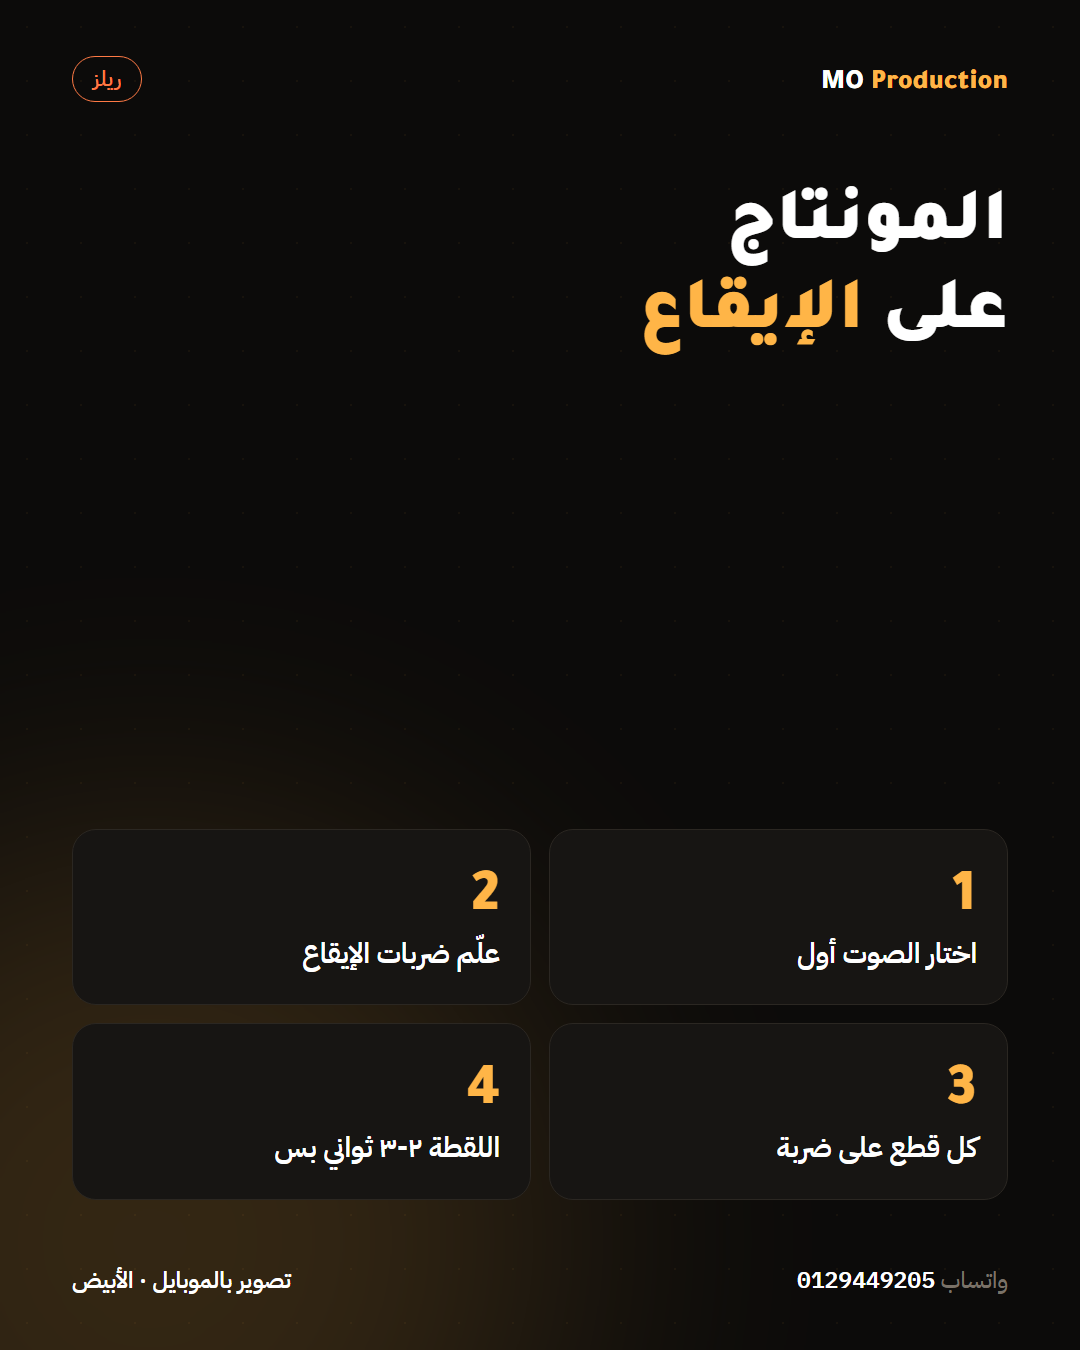 MO Production
ريلز
المونتاج
على الإيقاع
1
اختار الصوت أول
2
علّم ضربات الإيقاع
3
كل قطع على ضربة
4
اللقطة ٢-٣ ثواني بس
واتساب 0129449205
تصوير بالموبايل · الأبيض